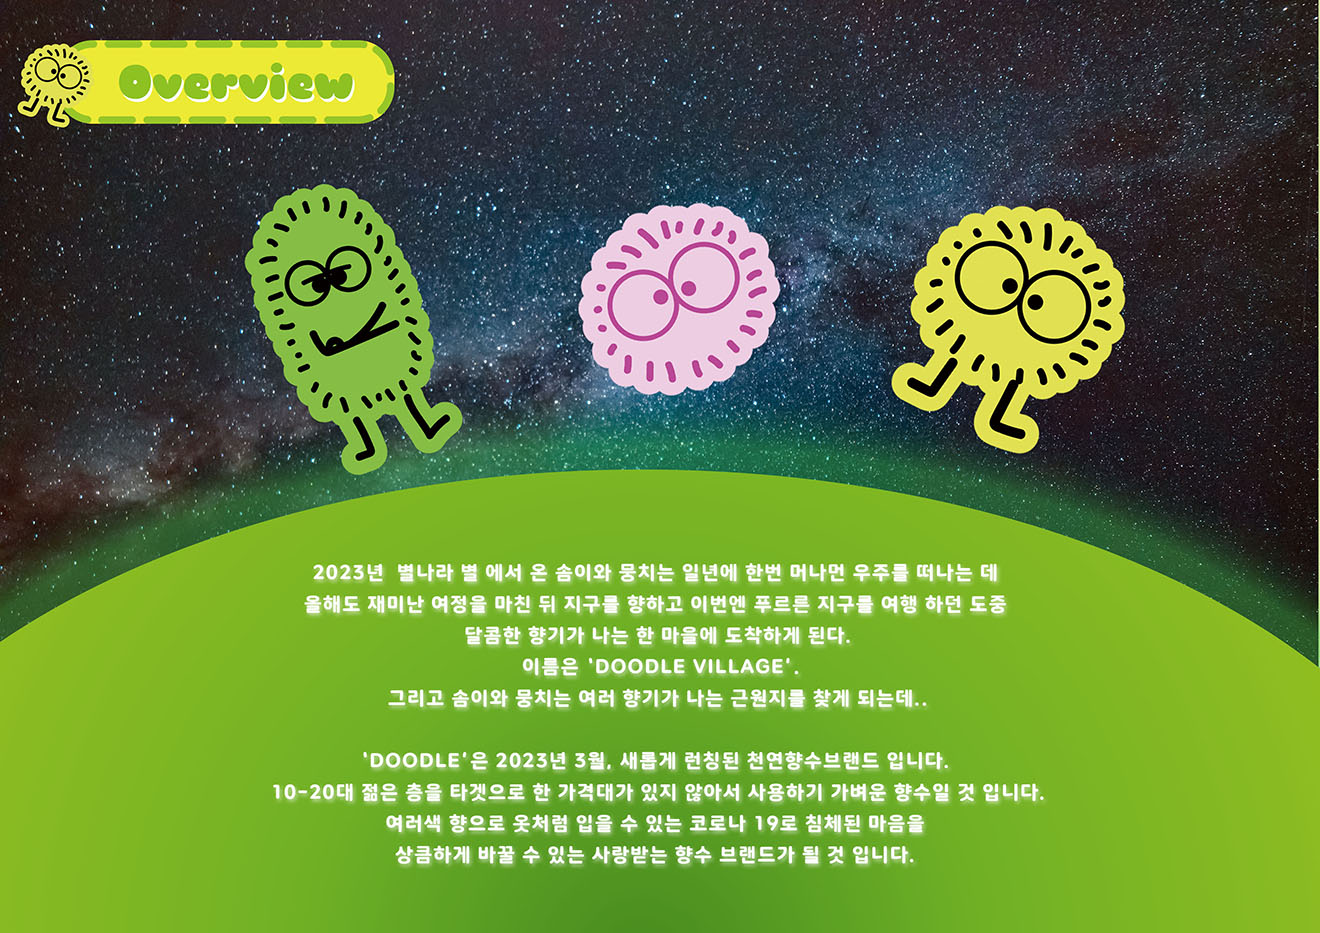 Overview
2023년 별나라 별 에서 온 솜이와 뭉치는 일년에 한번 머나먼 우주를 떠나는 데
올해도 재미난 여정을 마친 뒤 지구를 향하고 이번엔 푸르른 지구를 여행 하던 도중
달콤한 향기가 나는 한 마을에 도착하게 된다.
이름은 'DOODLE VILLAGE'.
그리고 솜이와 뭉치는 여러 향기가 나는 근원지를 찾게 되는데..
'DOODLE'은 2023년 3월, 새롭게 런칭된 천연향수브랜드 입니다.
10-20대 젊은 층을 타겟으로 한 가격대가 있지 않아서 사용하기 가벼운 향수일 것 입니다.
여러색 향으로 옷처럼 입을 수 있는 코로나 19로 침체된 마음을
상큼하게 바꿀 수 있는 사랑받는 향수 브랜드가 될 것 입니다.